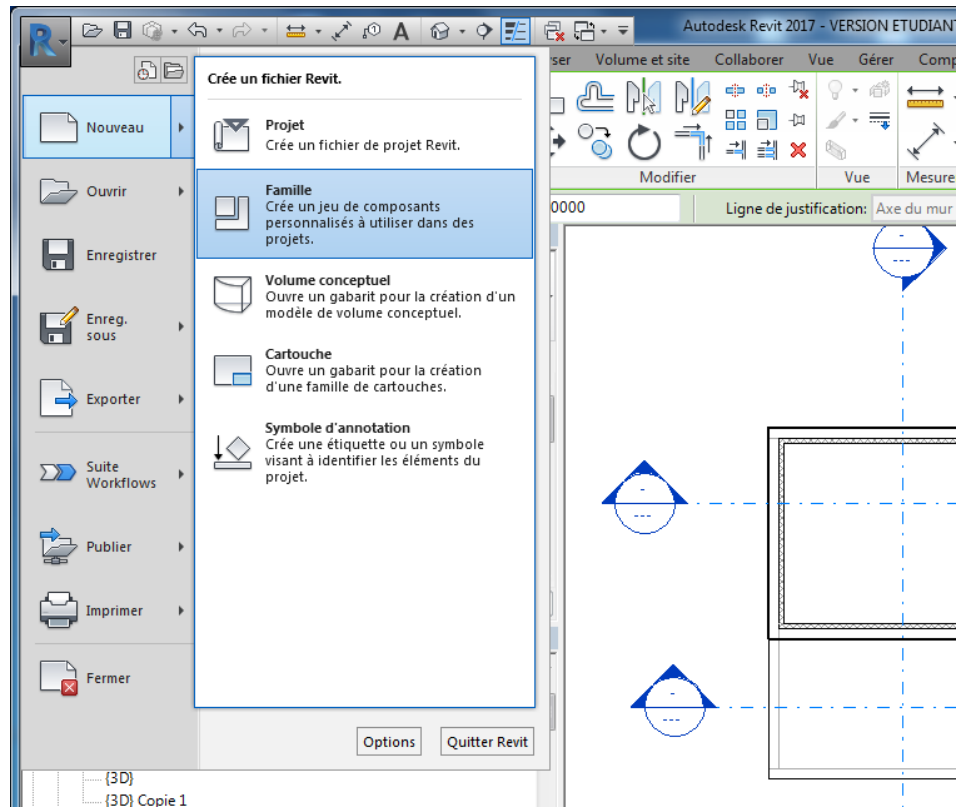 Autodesk Revit 2017 - VERSION ETUDIANT
Volume et site Collaborer Vue Gérer
Crée un fichier Revit.
Nouveau
Projet
Crée un fichier de projet Revit.
Famille
Crée un jeu de composants
personnalisés à utiliser dans des
projets.
Volume conceptuel
Ouvre un gabarit pour la création d'un
modèle de volume conceptuel.
Cartouche
Ouvre un gabarit pour la création
d'une famille de cartouches.
Symbole d'annotation
Crée une étiquette ou un symbole
visant à identifier les éléments du
projet.
Ouvrir
Enregistrer
Enreg.
sous
Exporter
Suite
Workflows
Publier
Imprimer
Fermer
Options Quitter Revit
{3D}
{3D} Copie 1
Modifier Vue Mesure
0000 Ligne de justification: Axe du mur